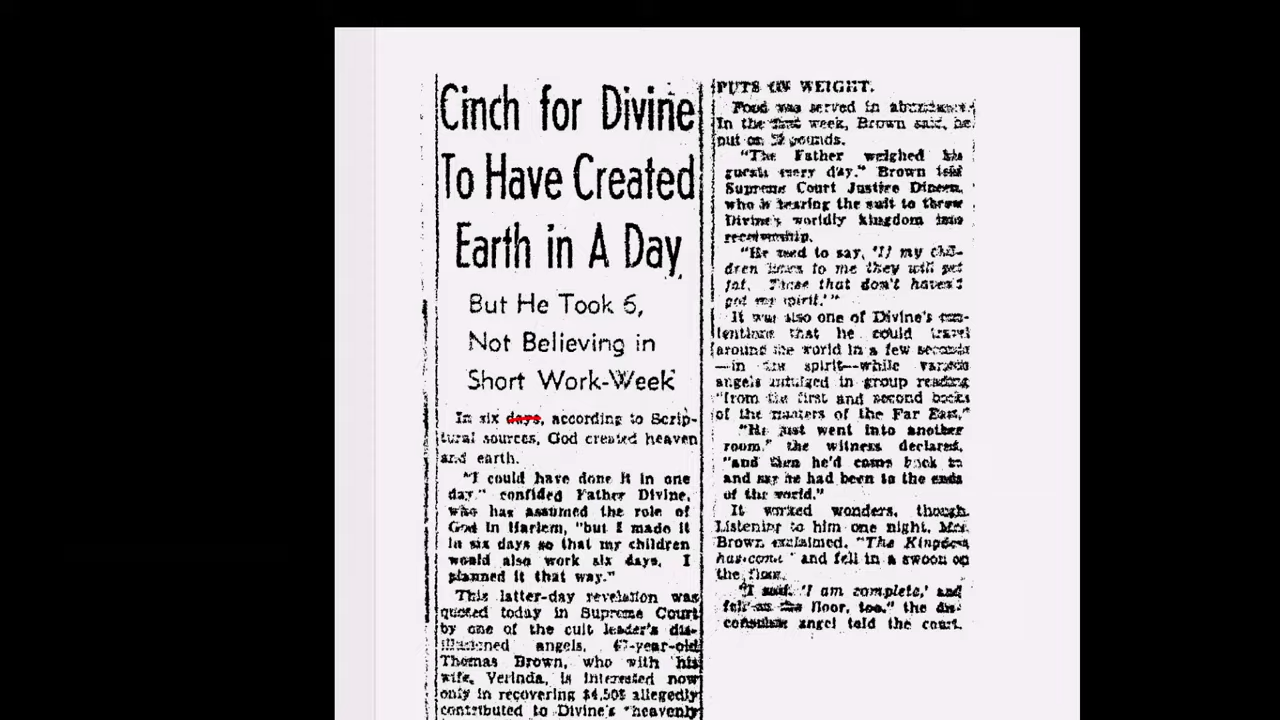 Cinch for Divine
To Have Created
Earth in A Day
But He Took 6,
Not Believing in
Short Work-Week
In six days, according to Scrip-
tural sources, God created heaven
and earth.
"I could have done it in one
day," confided Father Divine,
who has assumed the role of
God in Harlem, "but I made it
in six days so that my children
would also work six days. I
planned it that way."
This latter-day revelation was
quoted today in Supreme Court
by one of the cult leader's dis-
illusioned angels, 67-year-old
Thomas Brown, who with his
wife, Verinda, is interested now
only in recovering allegedly
contributed to Divine's "heavenly
PUTS ON WEIGHT.
Food was served in abundance.
In the first week, Brown said, he
put on pounds.
"The Father weighed his
guests every day," Brown told
Supreme Court Justice Dineen,
who is hearing the suit to throw
Divine's worldly kingdom into
receivership.
"He used to say, 'If my chil-
dren listen to me they will get
fat. Those that don't haven't
got my spirit.'"
It was also one of Divine's con-
tentions that he could travel
around the world in a few seconds
—in the spirit—while various
angels indulged in group reading
"from the first and second books
of the masters of the Far East."
"He just went into another
room," the witness declared,
"and then he'd come back in
and say he had been to the ends
of the world."
It worked wonders, though.
Listening to him one night, Mrs.
Brown exclaimed, "The Kingdom
has come" and fell in a swoon on
the floor.
"I said, 'I am complete,' and
fell on the floor, too," the dis-
consolate angel told the court.